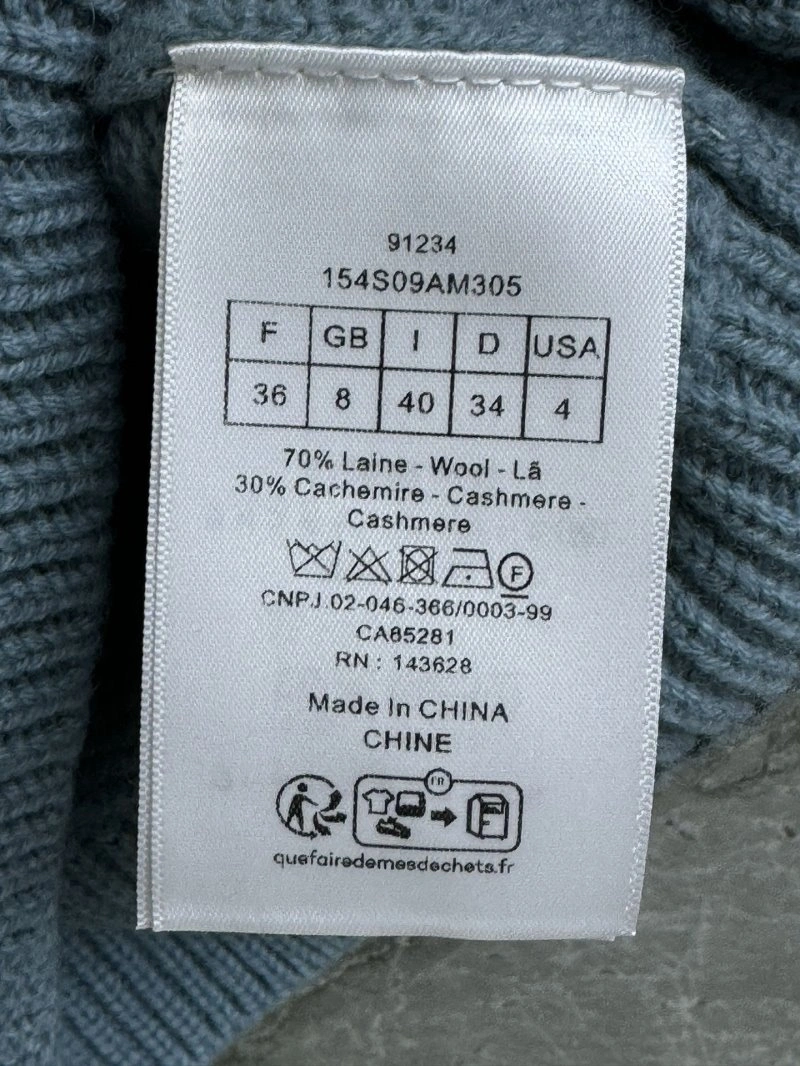 91234
154S09AM305
F GB I D USA
36 8 40 34 4
70% Laine - Wool - Lã
30% Cachemire - Cashmere -
Cashmere
F
CNPJ.02-046-366/0003-99
CA65281
RN : 143628
Made In CHINA
CHINE
FR
quefairedemesdechets.fr